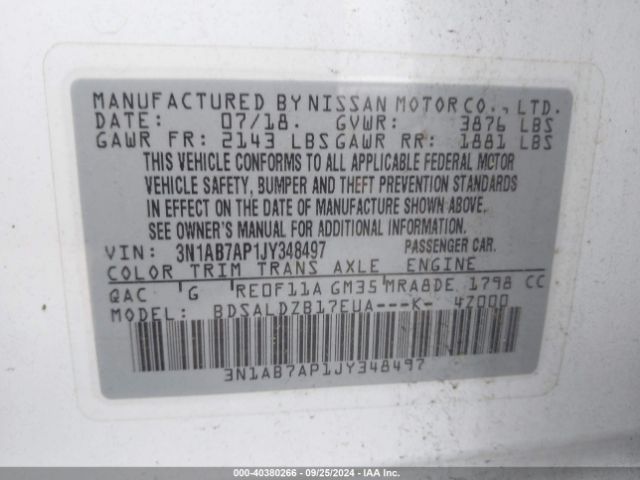 MANUFACTURED BY NISSAN MOTOR CO., LTD.
DATE: 07/18. GVWR: 3876 LBS
GAWR FR: 2143 LBS GAWR RR: 1881 LBS
THIS VEHICLE CONFORMS TO ALL APPLICABLE FEDERAL MOTOR
VEHICLE SAFETY, BUMPER AND THEFT PREVENTION STANDARDS
IN EFFECT ON THE DATE OF MANUFACTURE SHOWN ABOVE.
SEE OWNER'S MANUAL FOR ADDITIONAL INFORMATION.
VIN: 3N1AB7AP1JY348497 PASSENGER CAR.
COLOR TRIM TRANS AXLE ENGINE
QAC G RE0F11A GM35 MRA8DE 1798 CC
MODEL: BDSALDZB17EUA---K- 4Z000
3N1AB7AP1JY348497
000-40380266 - 09/25/2024 - IAA Inc.